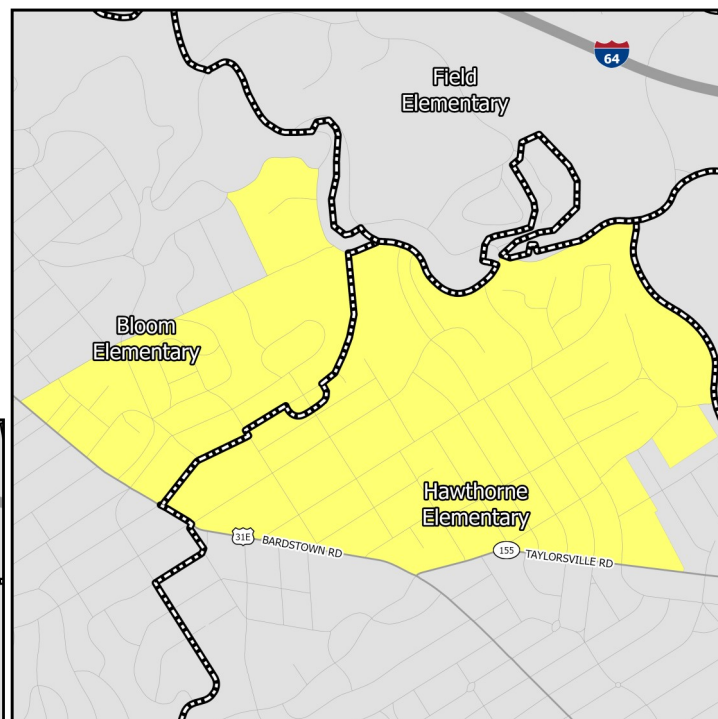 64
Field
Elementary
Bloom
Elementary
Hawthorne
Elementary
31E BARDSTOWN RD
155 TAYLORSVILLE RD